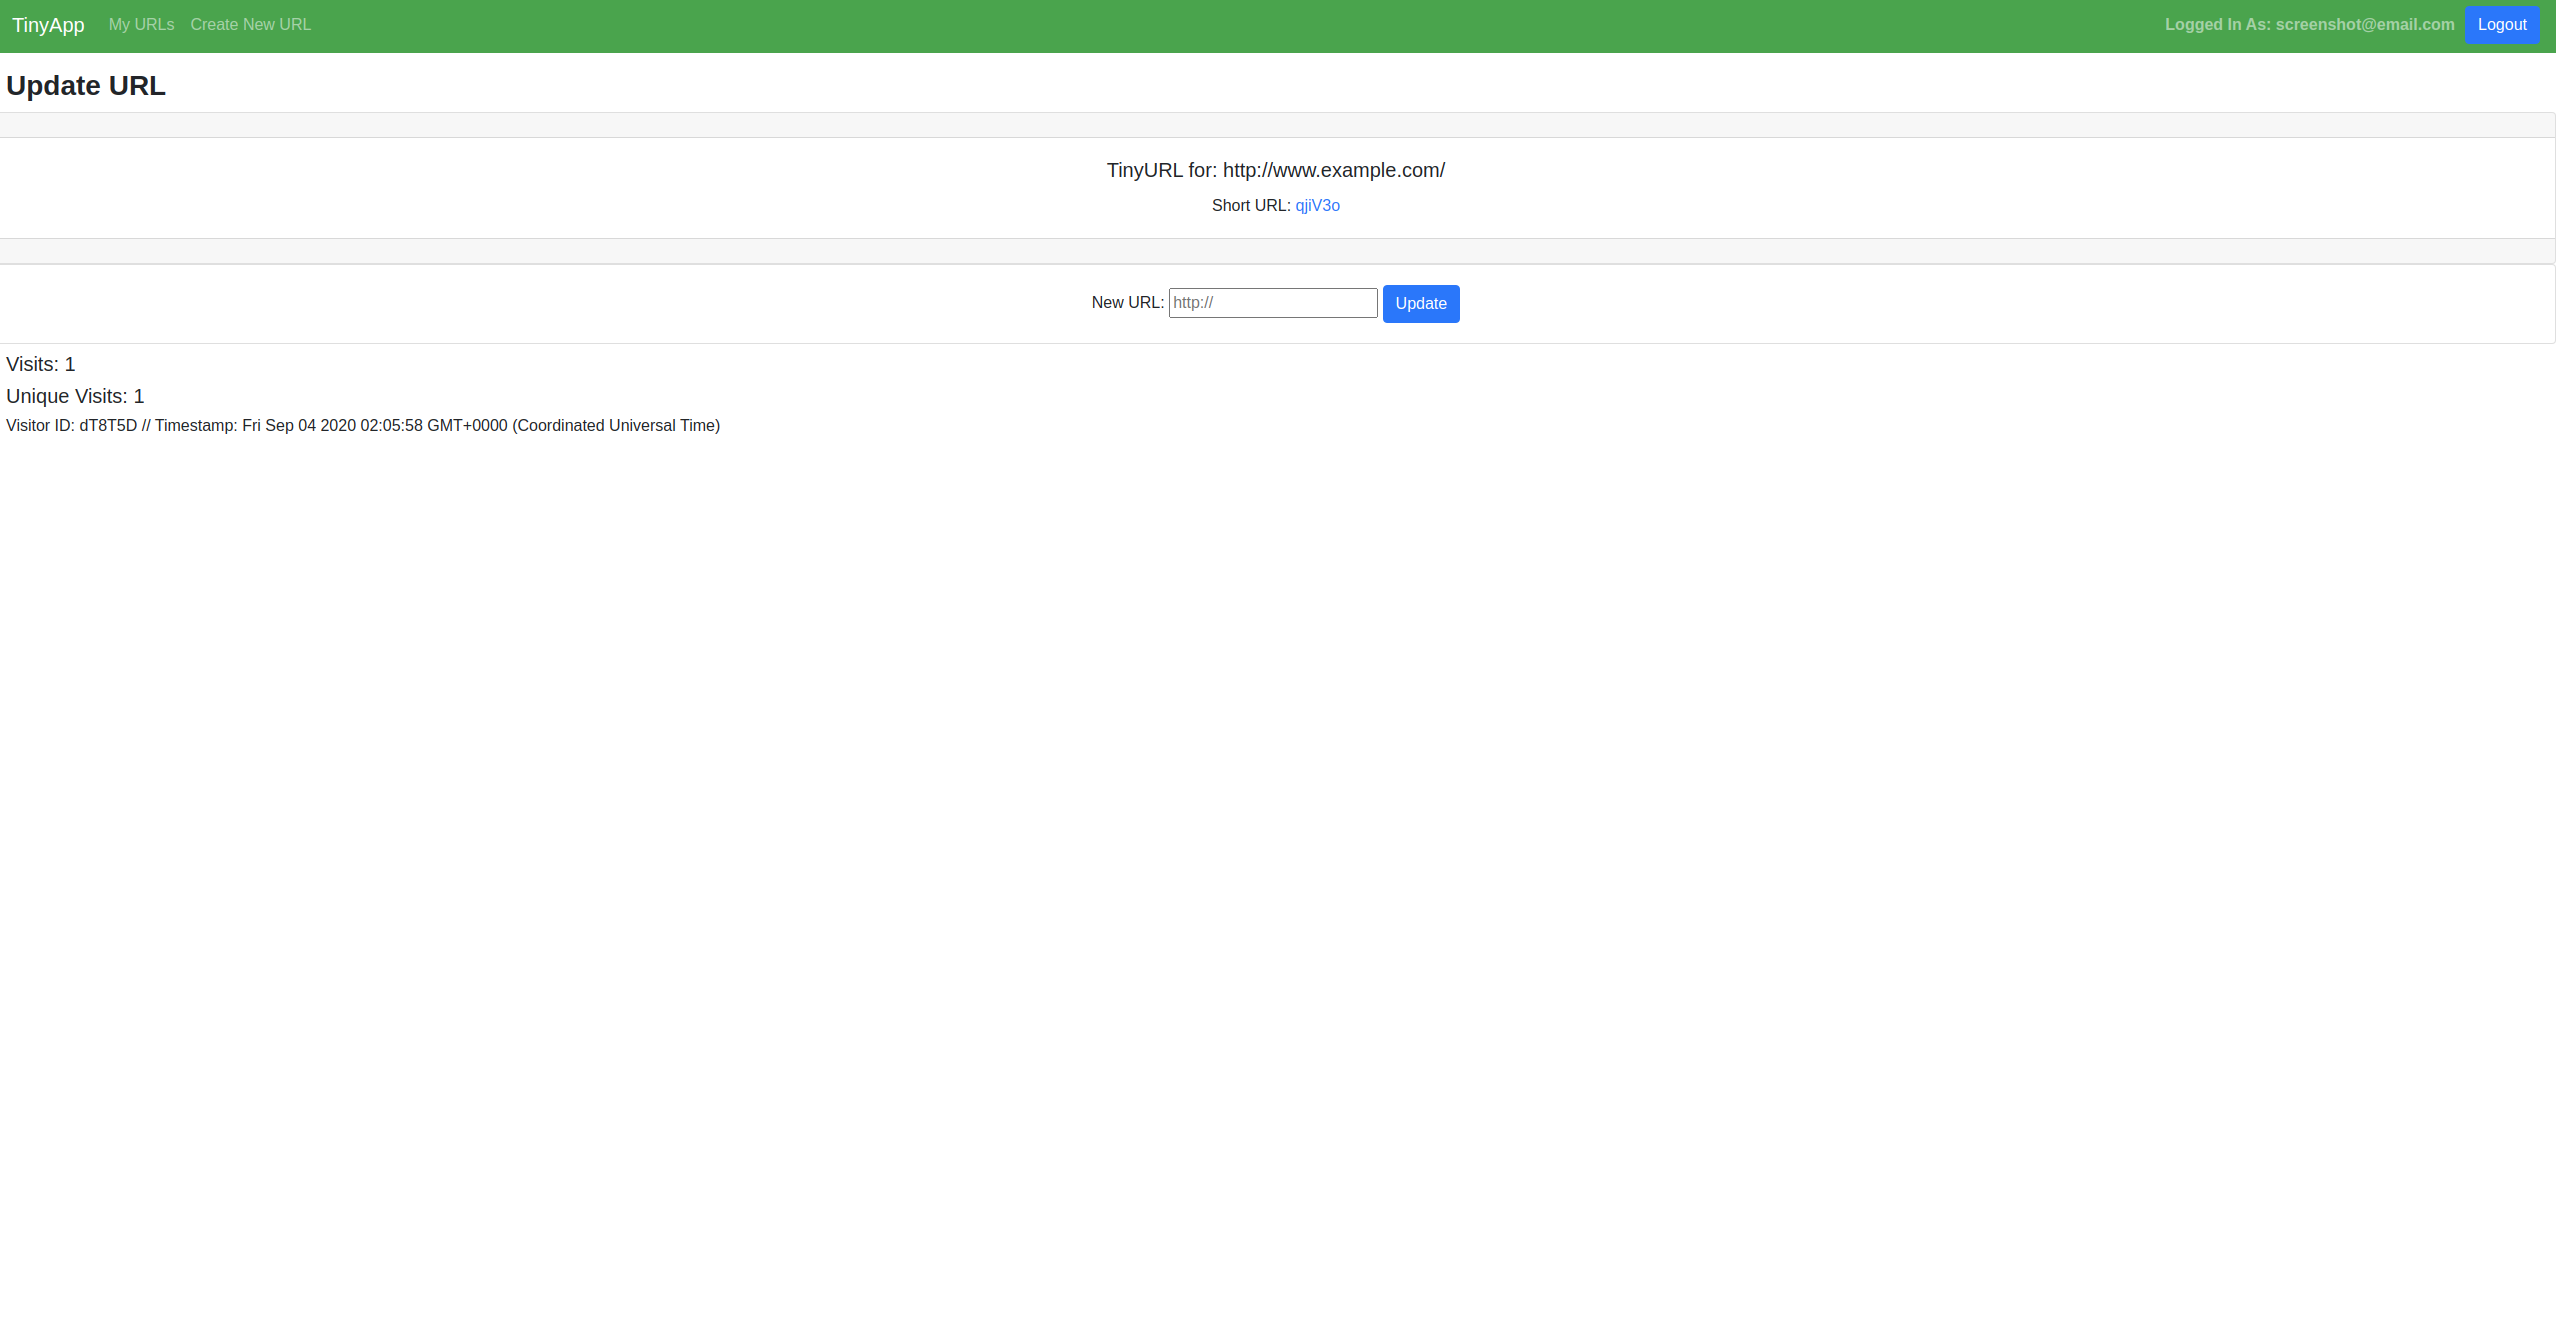 TinyApp My URLs Create New URL Logged In As: screenshot@email.com Logout
Update URL
TinyURL for: http://www.example.com/
Short URL: qjiV3o
New URL: http:// Update
Visits: 1
Unique Visits: 1
Visitor ID: dT8T5D // Timestamp: Fri Sep 04 2020 02:05:58 GMT+0000 (Coordinated Universal Time)